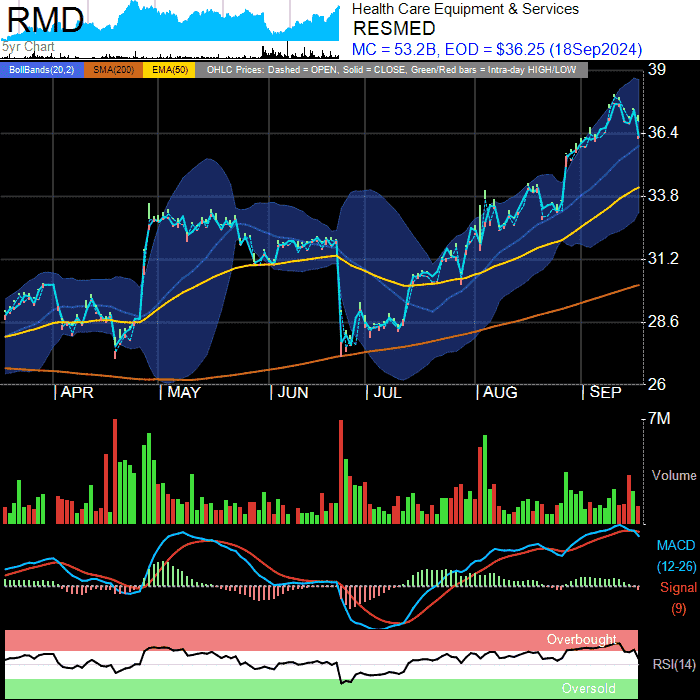 RMD
5yr Chart
Health Care Equipment & Services
RESMED
MC = 53.2B, EOD = $36.25 (18Sep2024)
BollBands(20,2) SMA(200) EMA(50) OHLC Prices: Dashed = OPEN, Solid = CLOSE, Green/Red bars = Intra-day HIGH/LOW
39
36.4
33.8
31.2
28.6
26
APR MAY JUN JUL AUG SEP
7M
Volume
MACD
(12-26)
Signal
(9)
Overbought
RSI(14)
Oversold